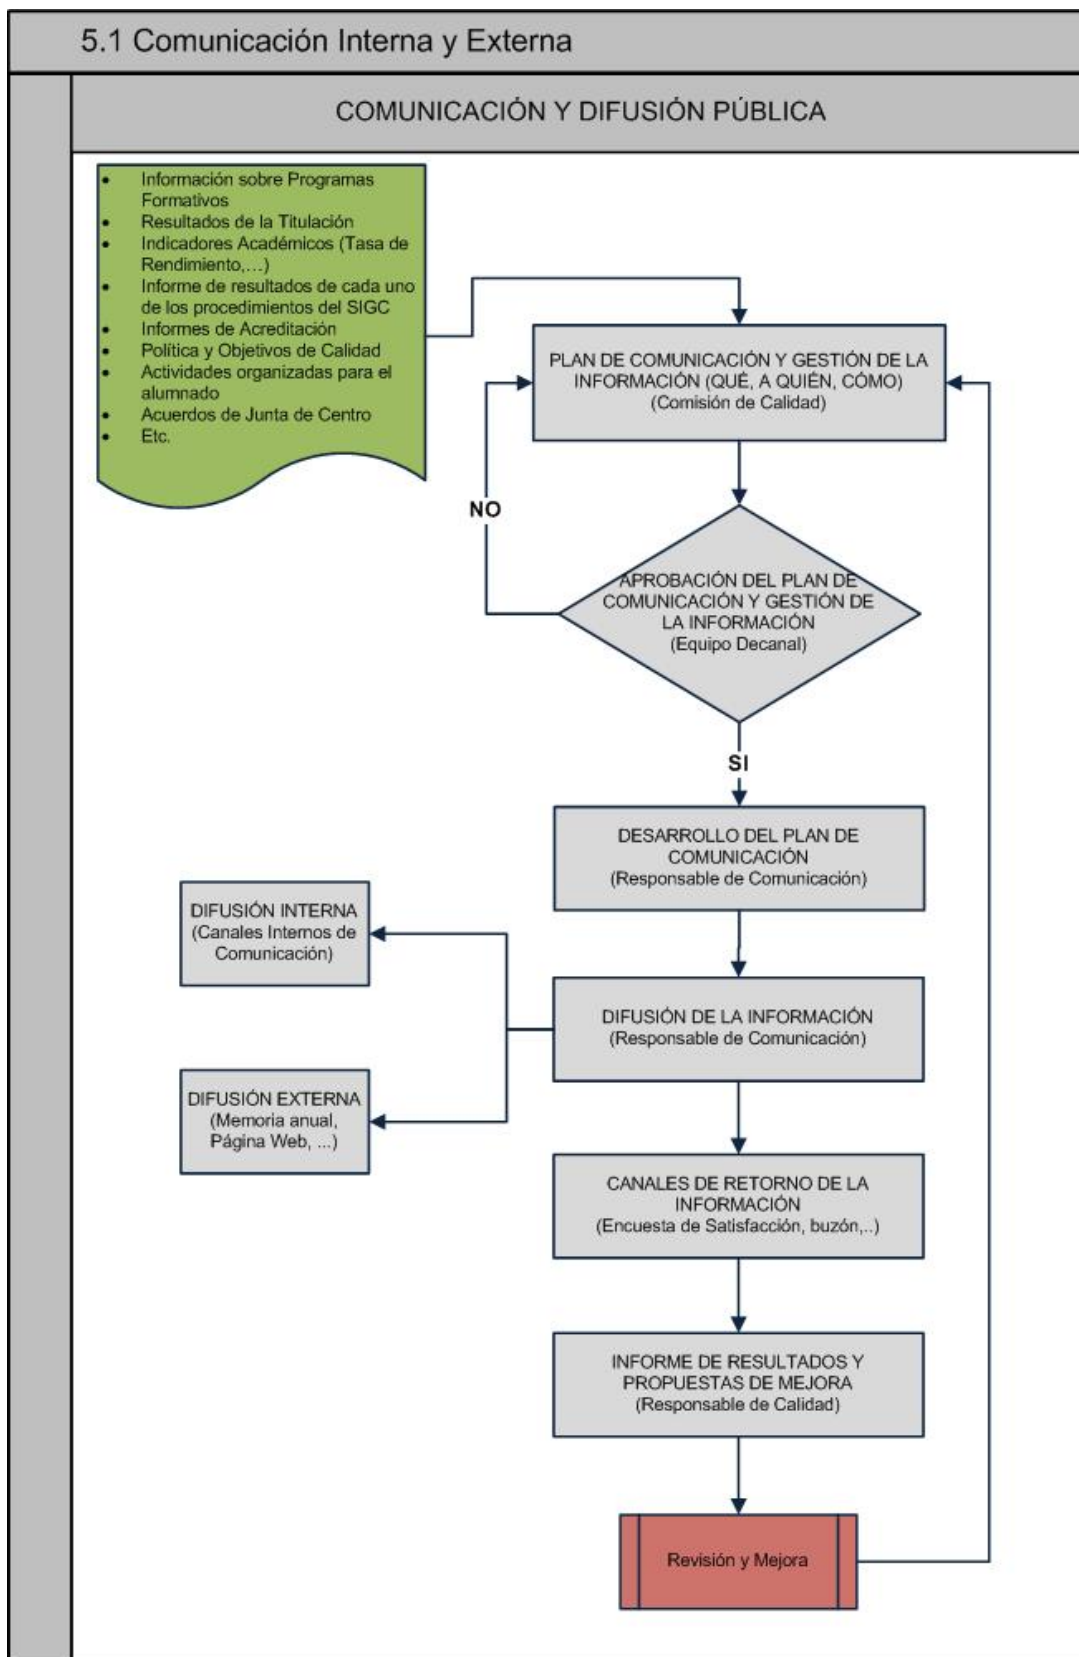 5.1 Comunicación Interna y Externa
COMUNICACIÓN Y DIFUSIÓN PÚBLICA
• Información sobre Programas
Formativos
• Resultados de la Titulación
• Indicadores Académicos (Tasa de
Rendimiento,...)
• Informe de resultados de cada uno
de los procedimientos del SIGC
• Informes de Acreditación
• Política y Objetivos de Calidad
• Actividades organizadas para el
alumnado
• Acuerdos de Junta de Centro
• Etc.
PLAN DE COMUNICACIÓN Y GESTIÓN DE LA
INFORMACIÓN (QUÉ, A QUIÉN, CÓMO)
(Comisión de Calidad)
NO
APROBACIÓN DEL PLAN DE
COMUNICACIÓN Y GESTIÓN DE
LA INFORMACIÓN
(Equipo Decanal)
SI
DESARROLLO DEL PLAN DE
COMUNICACIÓN
(Responsable de Comunicación)
DIFUSIÓN INTERNA
(Canales Internos de
Comunicación)
DIFUSIÓN DE LA INFORMACIÓN
(Responsable de Comunicación)
DIFUSIÓN EXTERNA
(Memoria anual,
Página Web, ...)
CANALES DE RETORNO DE LA
INFORMACIÓN
(Encuesta de Satisfacción, buzón,..)
INFORME DE RESULTADOS Y
PROPUESTAS DE MEJORA
(Responsable de Calidad)
Revisión y Mejora